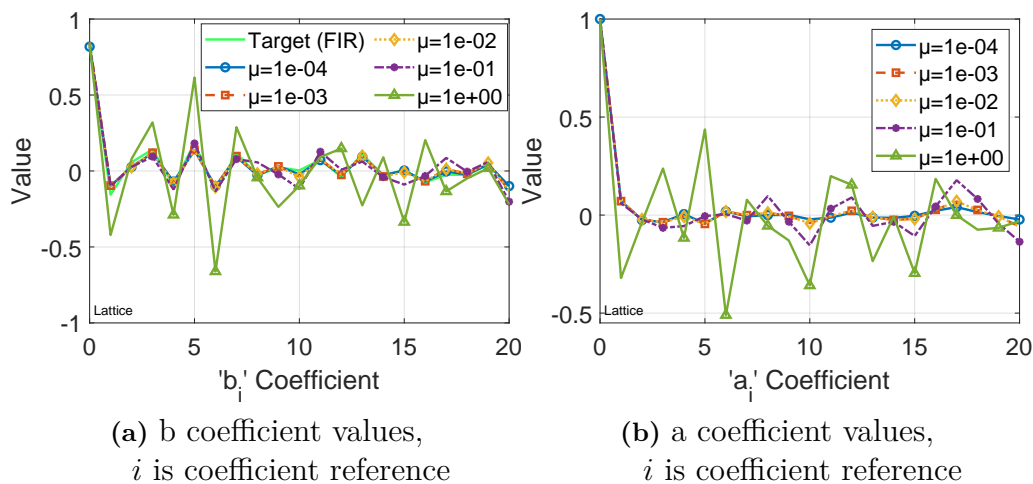 1
0.5
0
-0.5
-1
Value
Target (FIR)
μ=1e-04
μ=1e-03
μ=1e-02
μ=1e-01
μ=1e+00
Lattice
0 5 10 15 20
'b_i' Coefficient
(a) b coefficient values,
i is coefficient reference
1
0.5
0
-0.5
Value
μ=1e-04
μ=1e-03
μ=1e-02
μ=1e-01
μ=1e+00
Lattice
0 5 10 15 20
'a_i' Coefficient
(b) a coefficient values,
i is coefficient reference